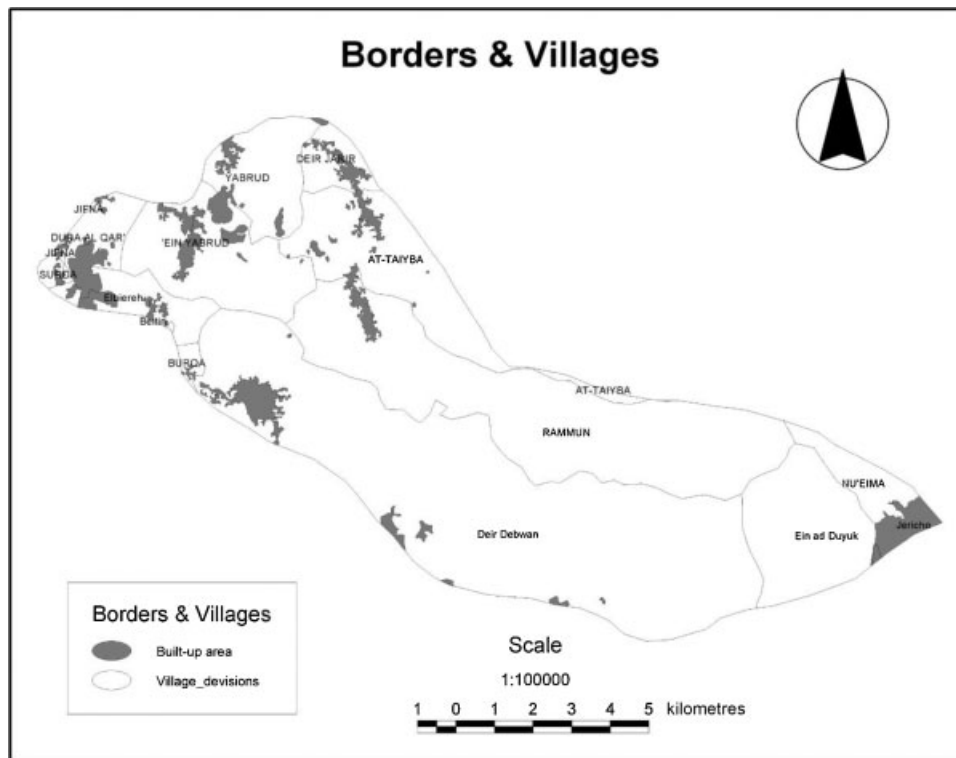 Borders & Villages
DEIR JARIR
YABRUD
JIFNA
DURA AL QAR'
'EIN YABRUD
JIFNA
AT-TAIYBA
SURDA
Elbiereh
Beitin
BURQA
AT-TAIYBA
RAMMUN
NU'EIMA
Jericho
Deir Debwan
Ein ad Duyuk
Borders & Villages
Built-up area
Village_devisions
Scale
1:100000
1 0 1 2 3 4 5 kilometres